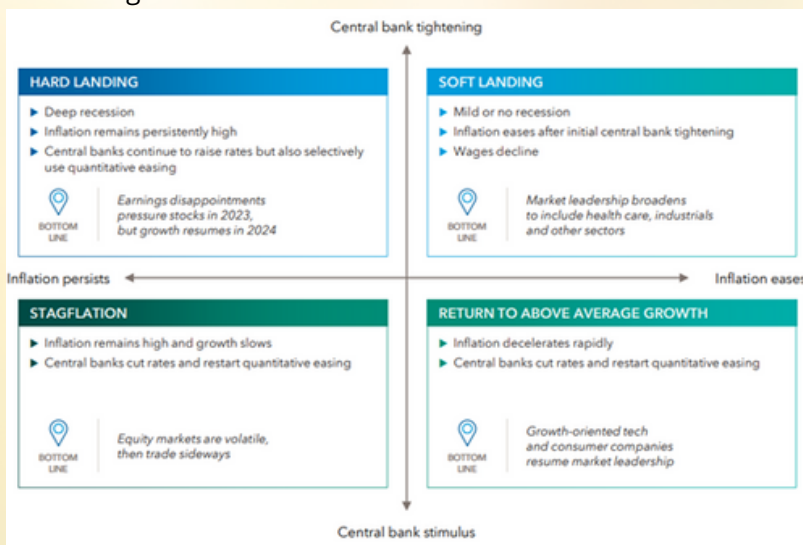 Central bank tightening
HARD LANDING
▶ Deep recession
▶ Inflation remains persistently high
▶ Central banks continue to raise rates but also selectively
use quantitative easing
BOTTOM
LINE
Earnings disappointments
pressure stocks in 2023,
but growth resumes in 2024
SOFT LANDING
▶ Mild or no recession
▶ Inflation eases after initial central bank tightening
▶ Wages decline
BOTTOM
LINE
Market leadership broadens
to include health care, industrials
and other sectors
Inflation persists
Inflation eases
STAGFLATION
▶ Inflation remains high and growth slows
▶ Central banks cut rates and restart quantitative easing
BOTTOM
LINE
Equity markets are volatile,
then trade sideways
RETURN TO ABOVE AVERAGE GROWTH
▶ Inflation decelerates rapidly
▶ Central banks cut rates and restart quantitative easing
BOTTOM
LINE
Growth-oriented tech
and consumer companies
resume market leadership
Central bank stimulus